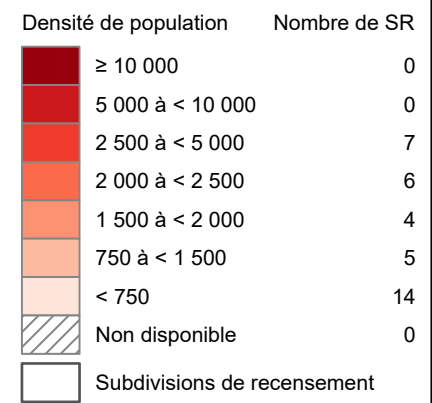 Densité de population Nombre de SR
≥ 10 000 0
5 000 à < 10 000 0
2 500 à < 5 000 7
2 000 à < 2 500 6
1 500 à < 2 000 4
750 à < 1 500 5
< 750 14
Non disponible 0
Subdivisions de recensement